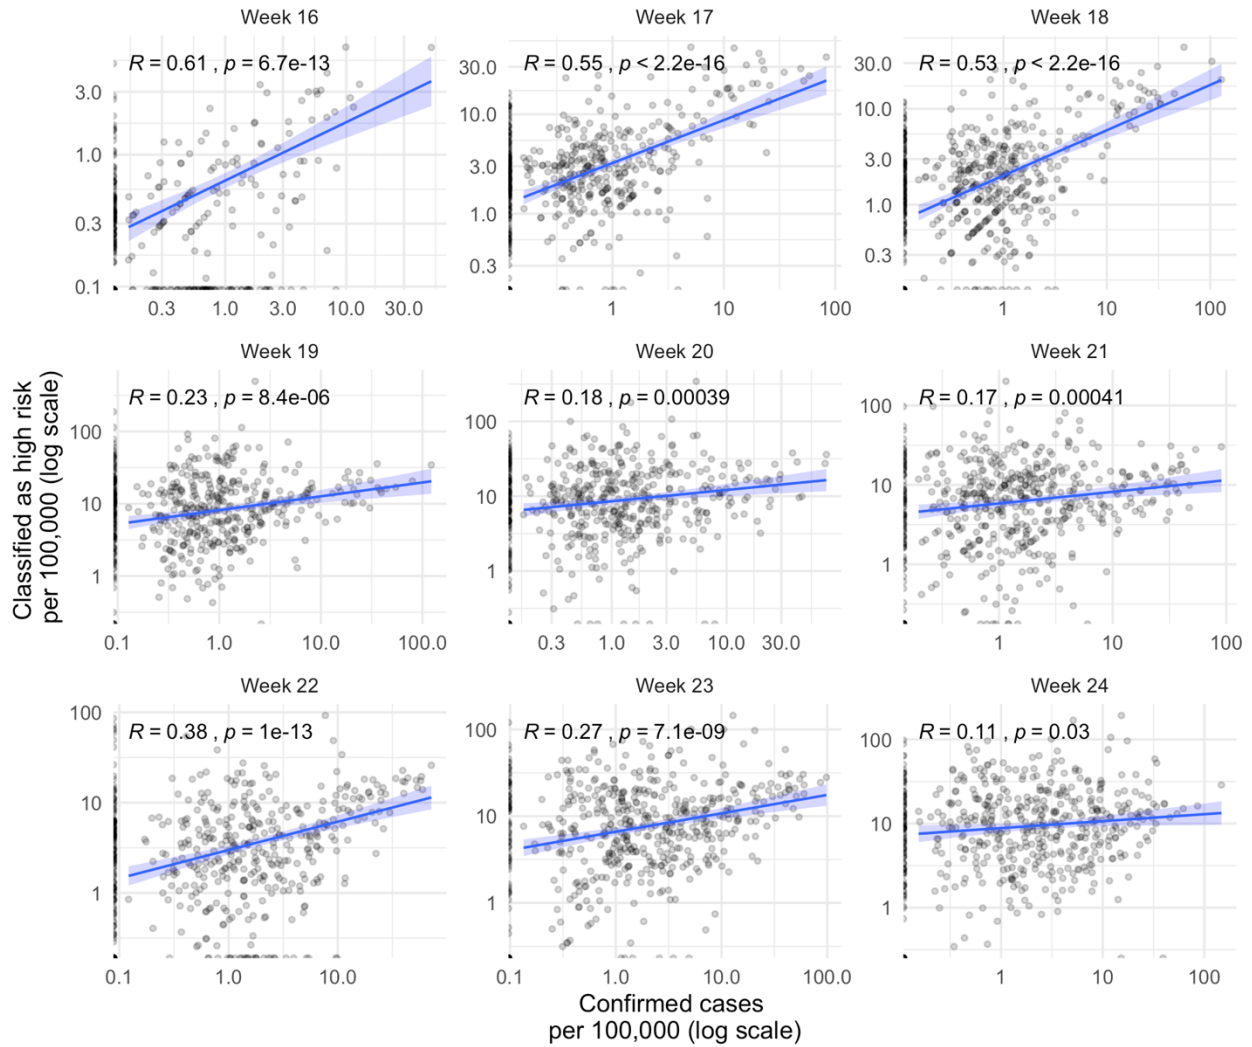 Week 16
Week 17
Week 18
R = 0.61 , p = 6.7e-13
R = 0.55 , p < 2.2e-16
R = 0.53 , p < 2.2e-16
3.0
1.0
0.3
0.1
30.0
10.0
3.0
1.0
0.3
30.0
10.0
3.0
1.0
0.3
0.3 1.0 3.0 10.0 30.0
1 10 100
1 10 100
Week 19
Week 20
Week 21
R = 0.23 , p = 8.4e-06
R = 0.18 , p = 0.00039
R = 0.17 , p = 0.00041
100
10
1
100
10
1
100
10
1
0.1 1.0 10.0 100.0
0.3 1.0 3.0 10.0 30.0
1 10 100
Classified as high risk
per 100,000 (log scale)
Week 22
Week 23
Week 24
R = 0.38 , p = 1e-13
R = 0.27 , p = 7.1e-09
R = 0.11 , p = 0.03
100
10
1
100
10
1
100
10
1
0.1 1.0 10.0
0.1 1.0 10.0 100.0
1 10 100
Confirmed cases
per 100,000 (log scale)